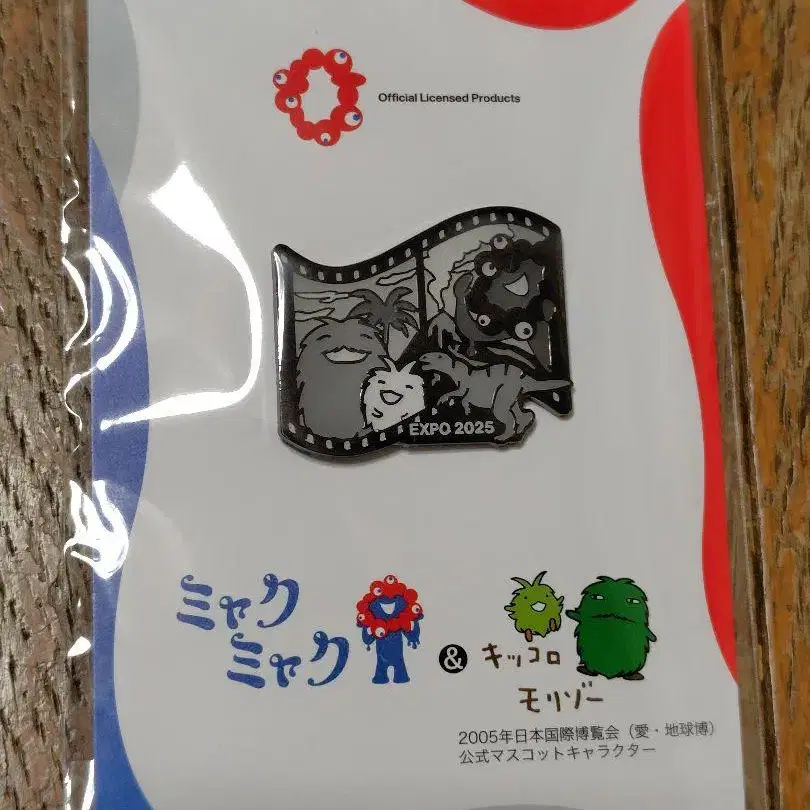 Official Licensed Products
EXPO 2025
ミャク
ミャク
&
キッコロ
モリゾー
2005年日本国際博覧会（愛・地球博）
公式マスコットキャラクター